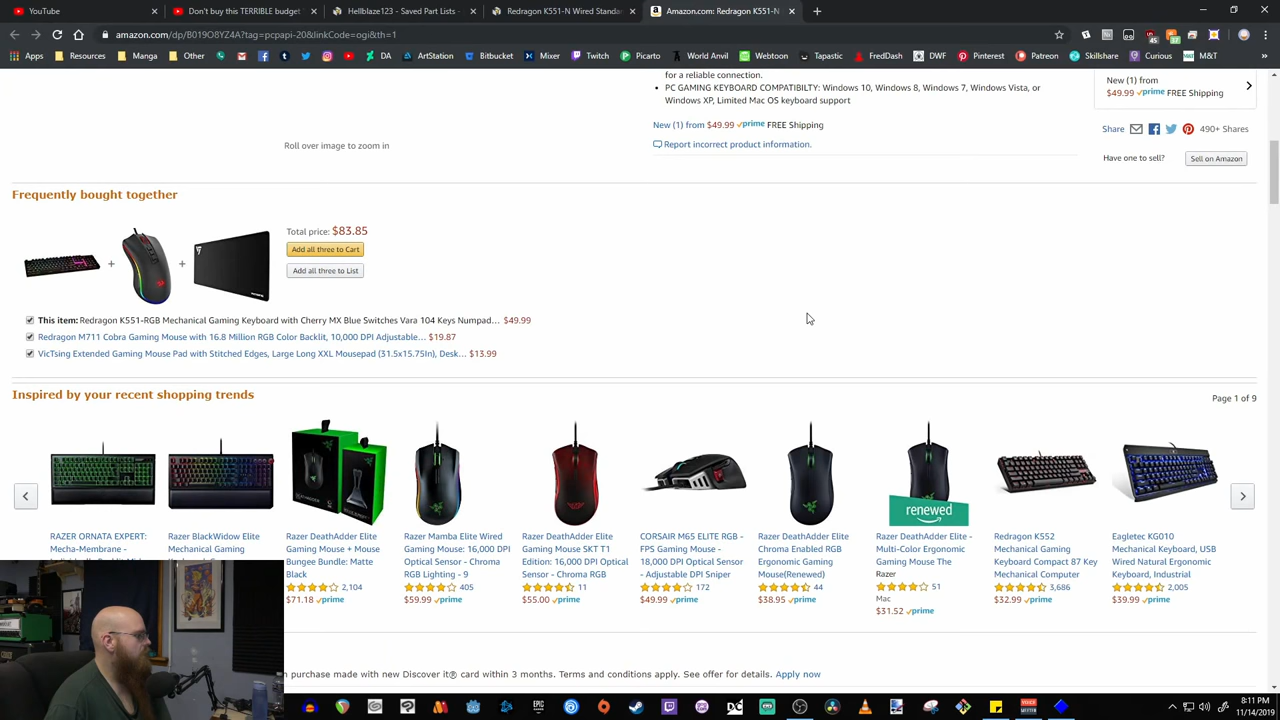 YouTube
Don't buy this TERRIBLE budget
Hellblaze123 - Saved Part Lists -
Redragon K551-N Wired Standar
Amazon.com: Redragon K551-N
amazon.com/dp/B019O8YZ4A?tag=pcpapi-20&linkCode=ogi&th=1
Apps Resources Manga Other DA ArtStation Bitbucket Mixer Twitch Picarto World Anvil Webtoon Tapastic FredDash DWF Pinterest Patreon Skillshare Curious M&T
for a reliable connection.
• PC GAMING KEYBOARD COMPATIBILTY: Windows 10, Windows 8, Windows 7, Windows Vista, or
Windows XP, Limited Mac OS keyboard support
New (1) from $49.99 prime FREE Shipping
Report incorrect product information.
New (1) from
$49.99 prime FREE Shipping
Share 490+ Shares
Have one to sell? Sell on Amazon
Roll over image to zoom in
Frequently bought together
Total price: $83.85
Add all three to Cart
Add all three to List
This item: Redragon K551-RGB Mechanical Gaming Keyboard with Cherry MX Blue Switches Vara 104 Keys Numpad... $49.99
Redragon M711 Cobra Gaming Mouse with 16.8 Million RGB Color Backlit, 10,000 DPI Adjustable... $19.87
VicTsing Extended Gaming Mouse Pad with Stitched Edges, Large Long XXL Mousepad (31.5x15.75In), Desk... $13.99
Inspired by your recent shopping trends
Page 1 of 9
RAZER ORNATA EXPERT:
Mecha-Membrane -
Razer BlackWidow Elite
Mechanical Gaming
Razer DeathAdder Elite
Gaming Mouse + Mouse
Bungee Bundle: Matte
Black
2,104
$71.18 prime
Razer Mamba Elite Wired
Gaming Mouse: 16,000 DPI
Optical Sensor - Chroma
RGB Lighting - 9
405
$59.99 prime
Razer DeathAdder Elite
Gaming Mouse SKT T1
Edition: 16,000 DPI Optical
Sensor - Chroma RGB
11
$55.00 prime
CORSAIR M65 ELITE RGB -
FPS Gaming Mouse -
18,000 DPI Optical Sensor
- Adjustable DPI Sniper
172
$49.99 prime
Razer DeathAdder Elite
Chroma Enabled RGB
Ergonomic Gaming
Mouse(Renewed)
44
$38.95 prime
renewed
Razer DeathAdder Elite -
Multi-Color Ergonomic
Gaming Mouse The
Razer
51
Mac
$31.52 prime
Redragon K552
Mechanical Gaming
Keyboard Compact 87 Key
Mechanical Computer
3,686
$32.99 prime
Eagletec KG010
Mechanical Keyboard, USB
Wired Natural Ergonomic
Keyboard, Industrial
2,005
$39.99 prime
purchase made with new Discover it® card within 3 months. Terms and conditions apply. See offer for details. Apply now
8:11 PM
11/14/2019